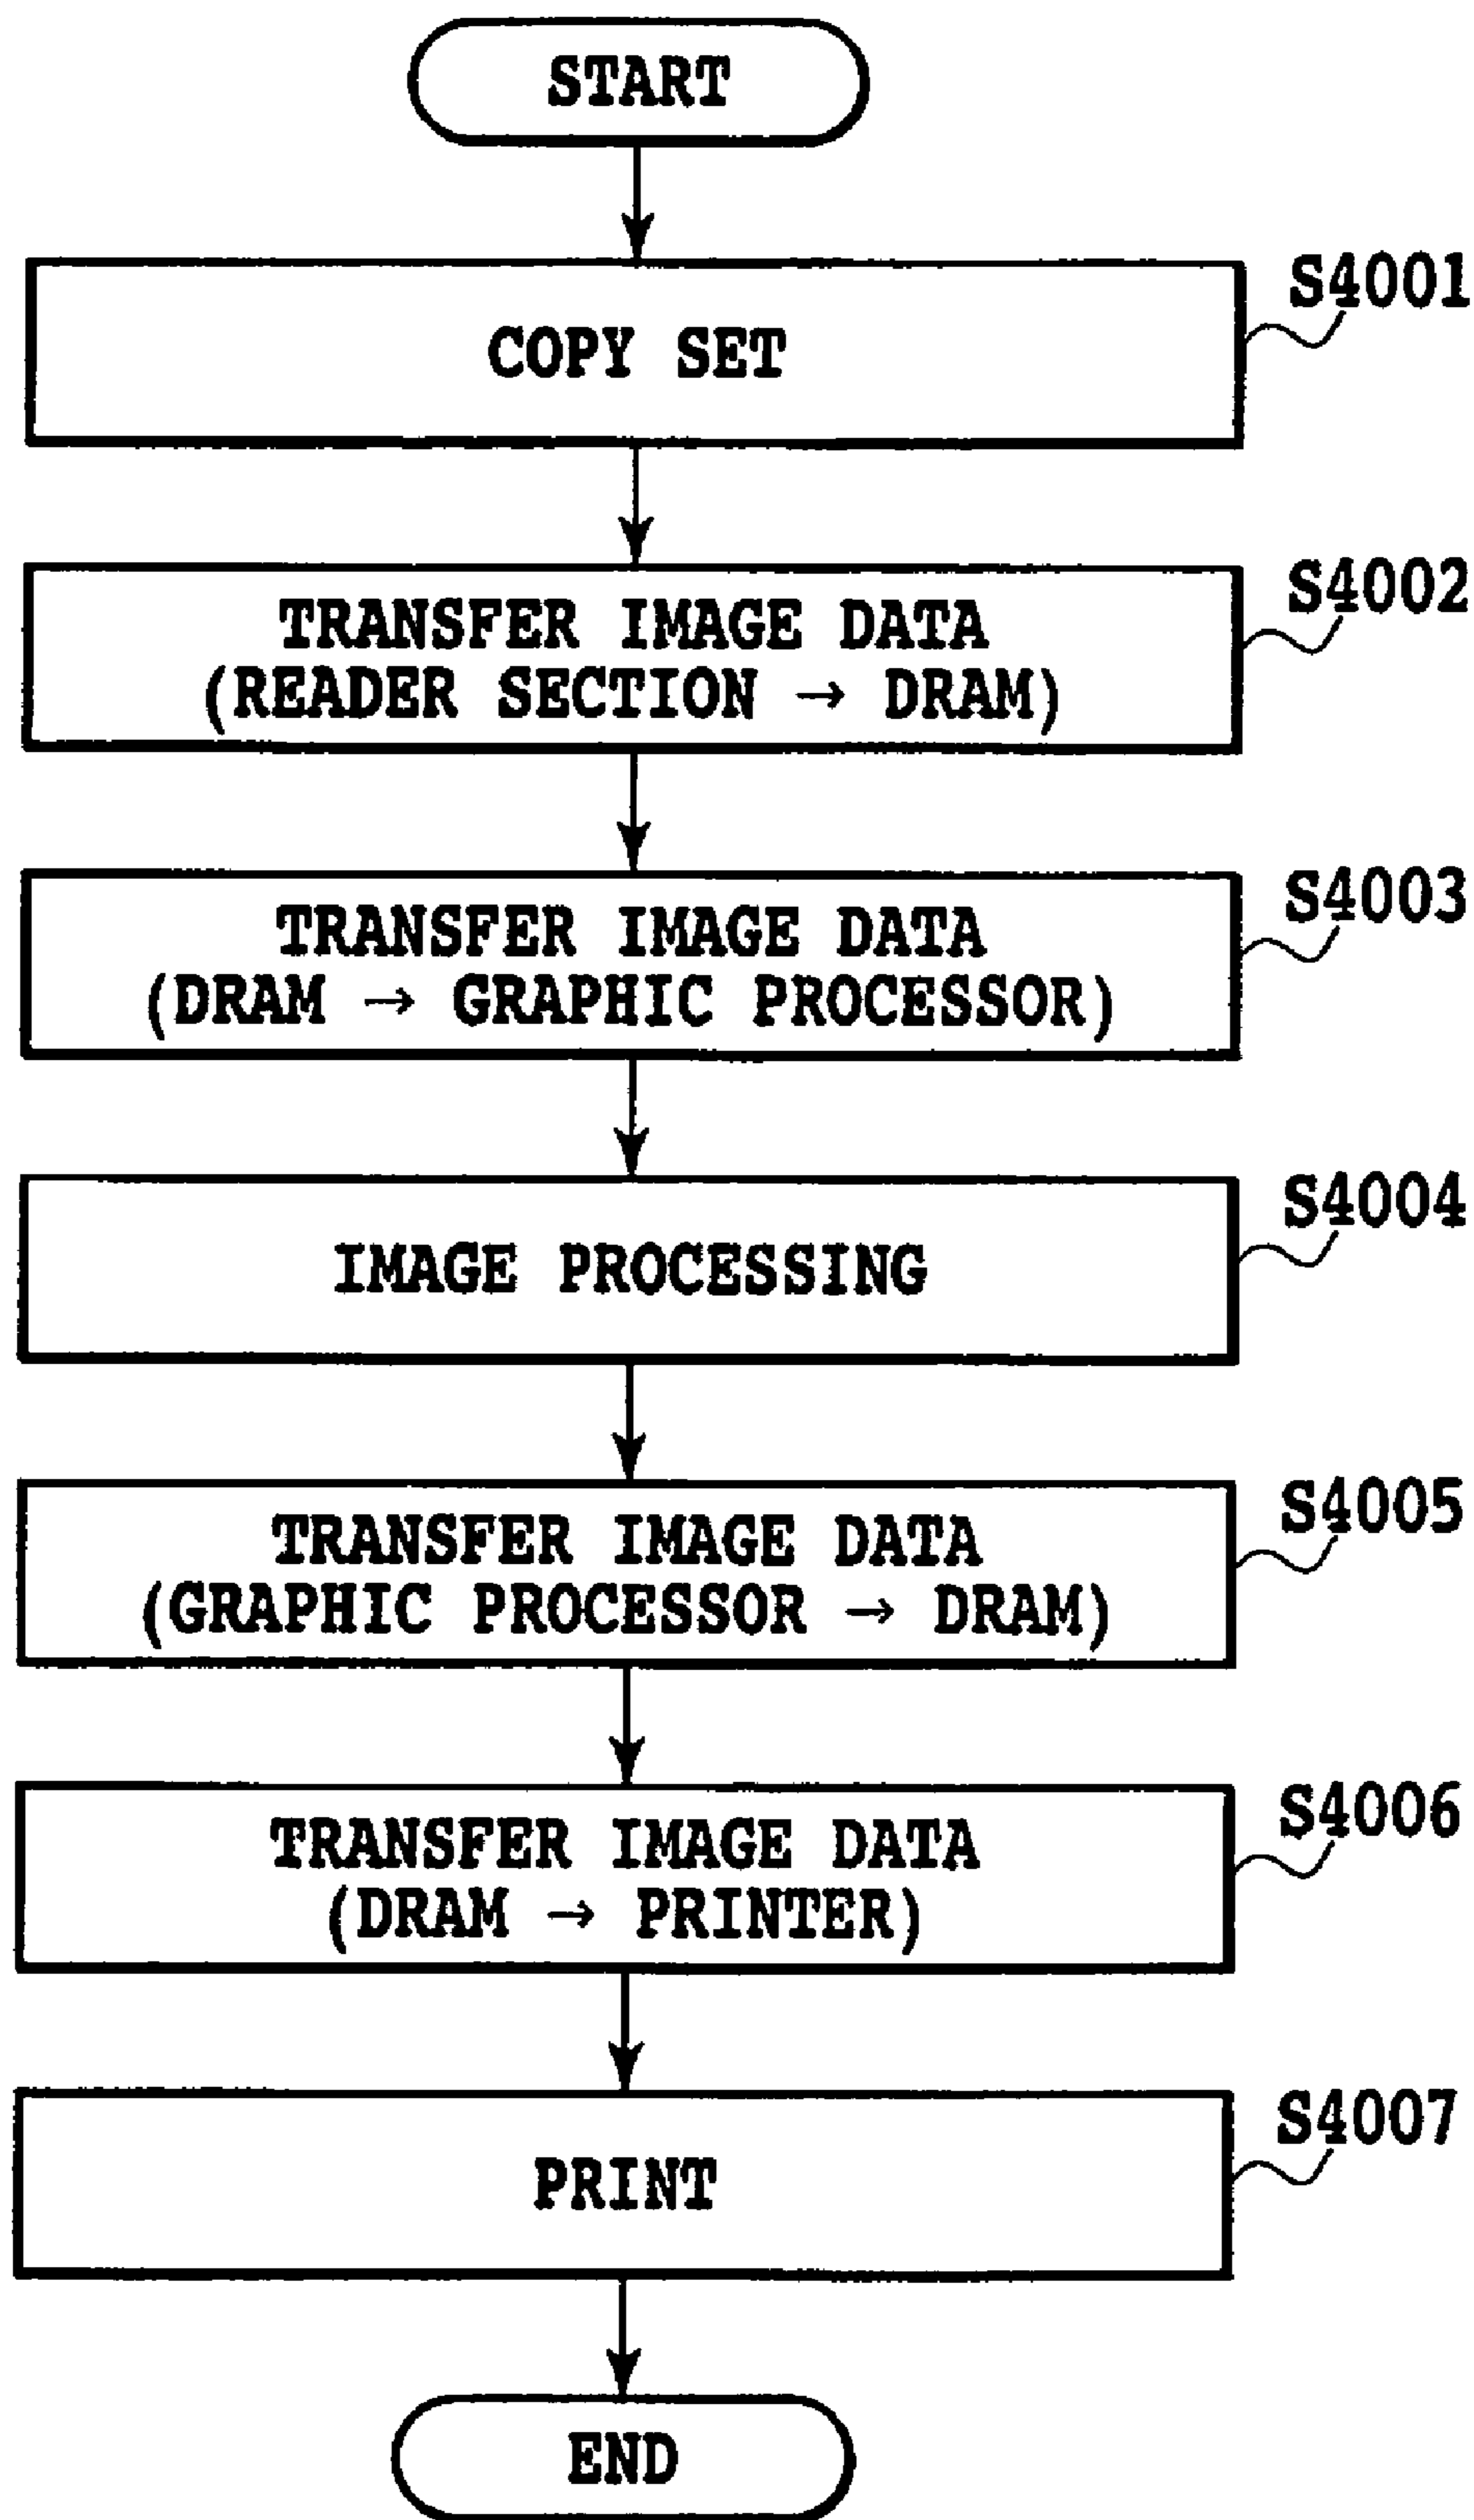 START
S4001
COPY SET
S4002
TRANSFER IMAGE DATA
(READER SECTION → DRAM)
S4003
TRANSFER IMAGE DATA
(DRAM → GRAPHIC PROCESSOR)
S4004
IMAGE PROCESSING
S4005
TRANSFER IMAGE DATA
(GRAPHIC PROCESSOR → DRAM)
S4006
TRANSFER IMAGE DATA
(DRAM → PRINTER)
S4007
PRINT
END